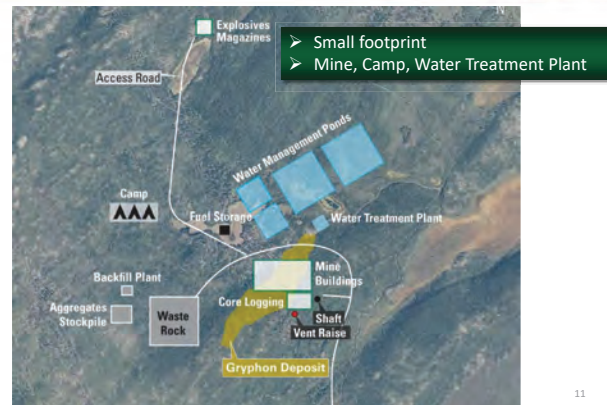 N
Explosives
Magazines
➢ Small footprint
➢ Mine, Camp, Water Treatment Plant
Access Road
Water Management Ponds
Camp
Fuel Storage
Water Treatment Plant
Backfill Plant
Mine
Buildings
Aggregates
Stockpile
Waste
Rock
Core Logging
Shaft
Vent Raise
Gryphon Deposit
11